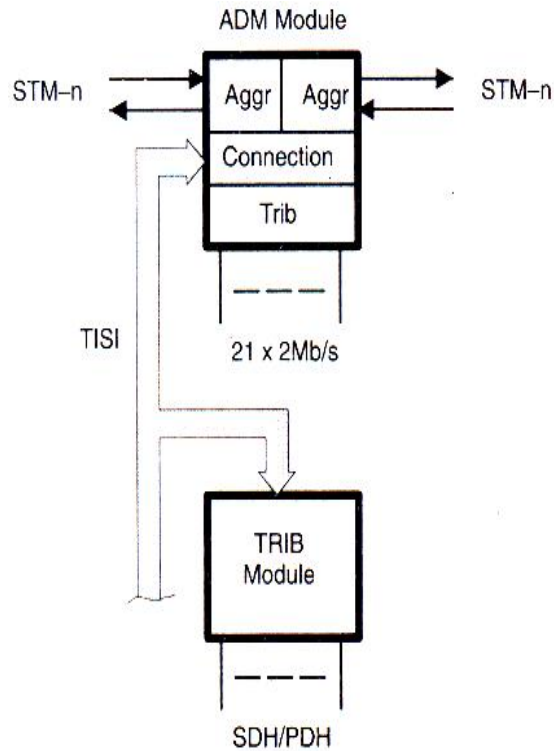 ADM Module
STM–n
Aggr
Aggr
STM–n
Connection
Trib
TISI
21 x 2Mb/s
TRIB
Module
SDH/PDH